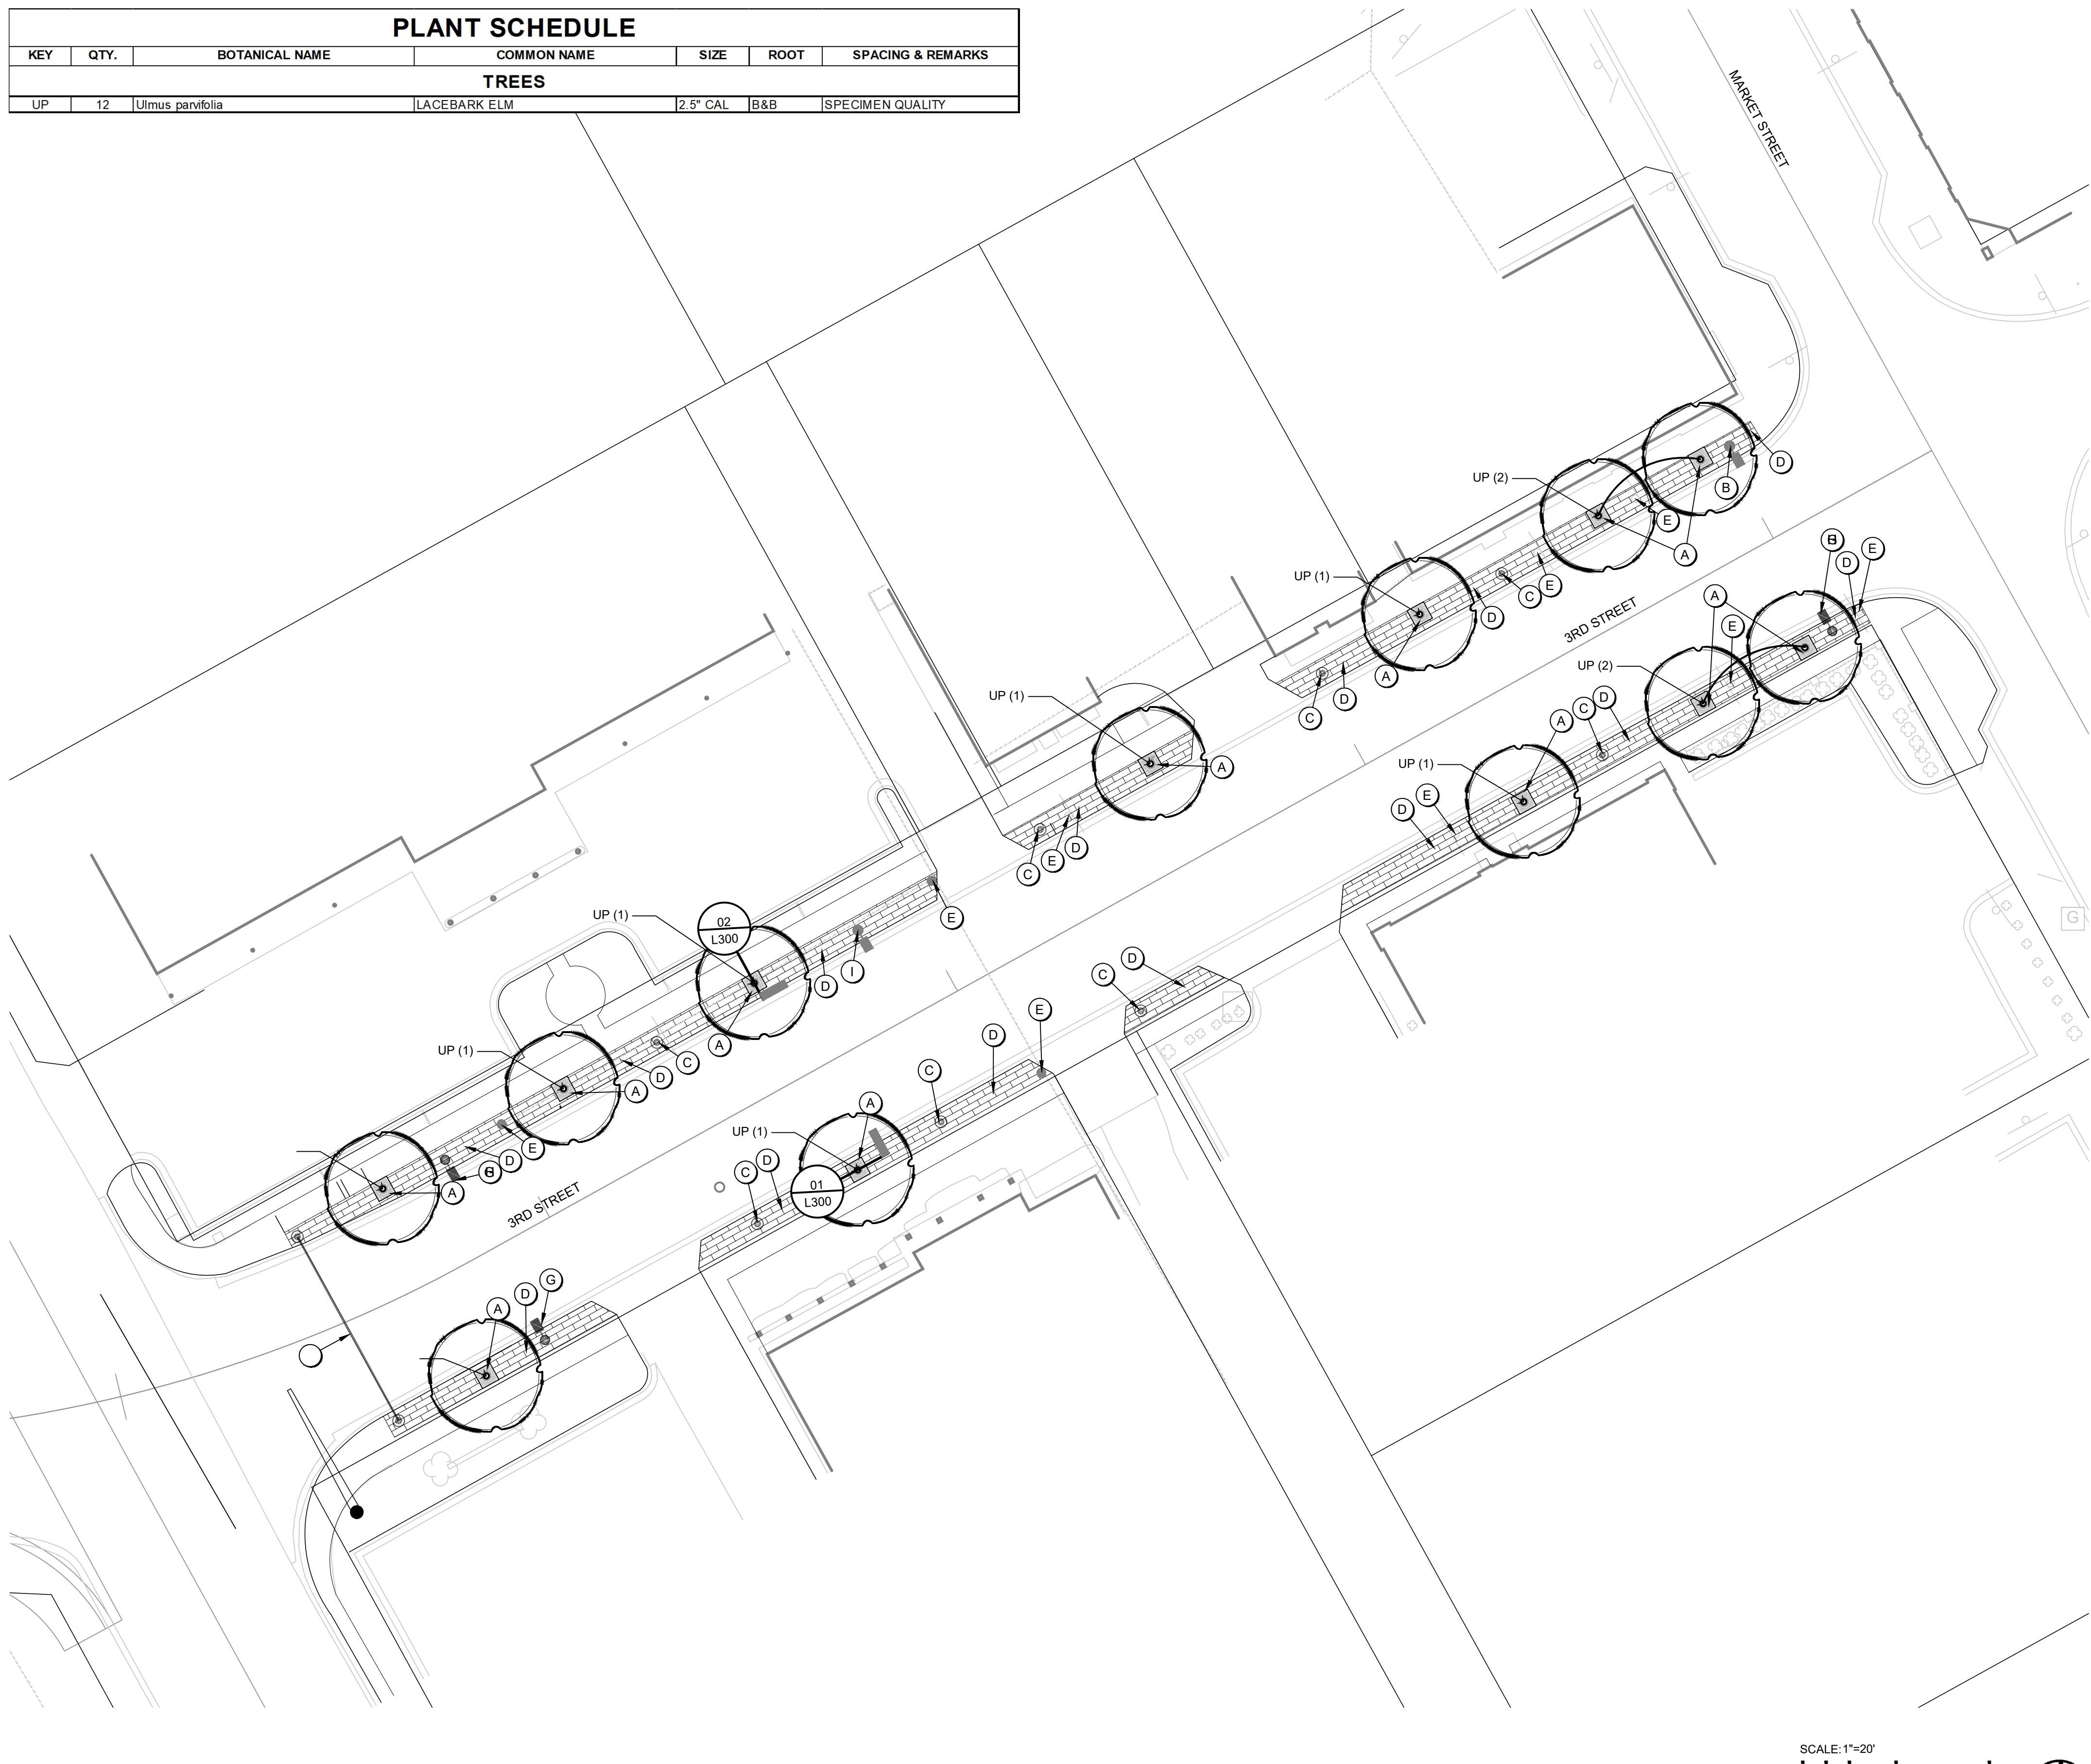 PLANT SCHEDULE
KEY QTY. BOTANICAL NAME COMMON NAME SIZE ROOT SPACING & REMARKS
TREES
UP 12 Ulmus parvifolia LACEBARK ELM 2.5" CAL B&B SPECIMEN QUALITY
MARKET STREET
D
UP (2)
B
E
A
UP (1)
C
E
D
A
D
C
3RD STREET
E
D
A
E
UP (2)
D
C
A
UP (1)
E
D
UP (1)
A
D
E
C
G
UP (1)
02
L300
E
I
D
A
UP (1)
C
D
A
E
D
A
3RD STREET
D
C
E
D
C
A
UP (1)
D
C
01
L300
G
D
A
SCALE:1"=20'